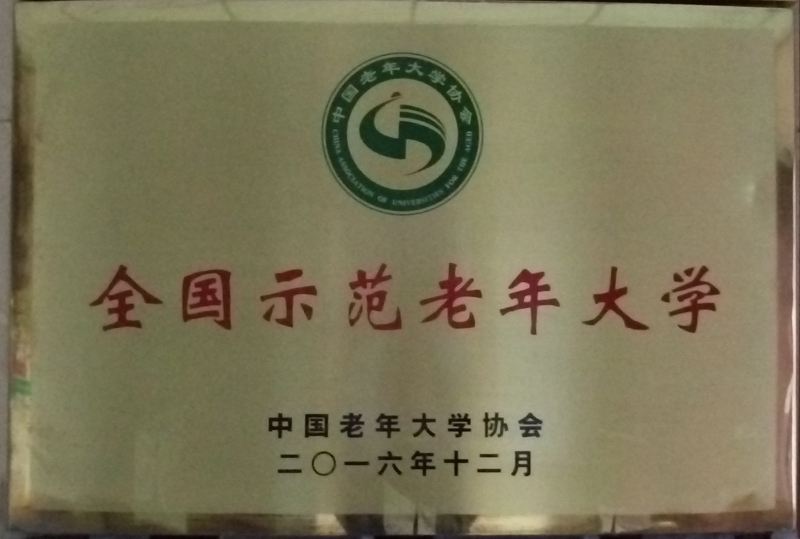 中国老年大学协会
CHINA ASSOCIATION OF UNIVERSITIES FOR THE AGED
全国示范老年大学
中国老年大学协会
二〇一六年十二月